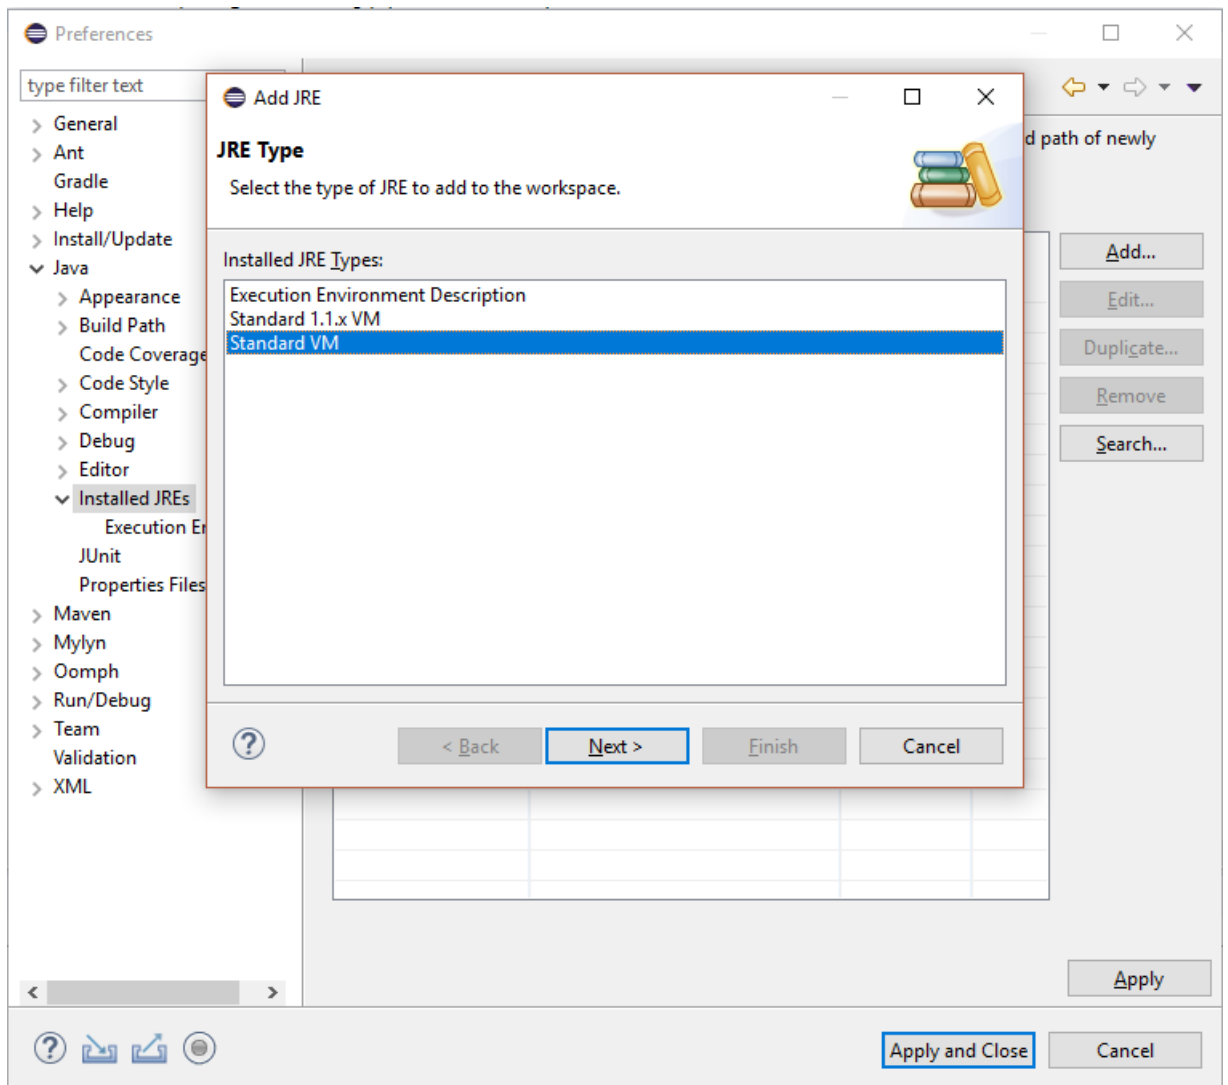 Preferences
type filter text
General
Ant
Gradle
Help
Install/Update
Java
Appearance
Build Path
Code Coverage
Code Style
Compiler
Debug
Editor
Installed JREs
Execution
JUnit
Properties Files
Maven
Mylyn
Oomph
Run/Debug
Team
Validation
XML
Add JRE
JRE Type
Select the type of JRE to add to the workspace.
Installed JRE Types:
Execution Environment Description
Standard 1.1.x VM
Standard VM
< Back
Next >
Finish
Cancel
path of newly
Add...
Edit...
Duplicate...
Remove
Search...
Apply
Apply and Close
Cancel